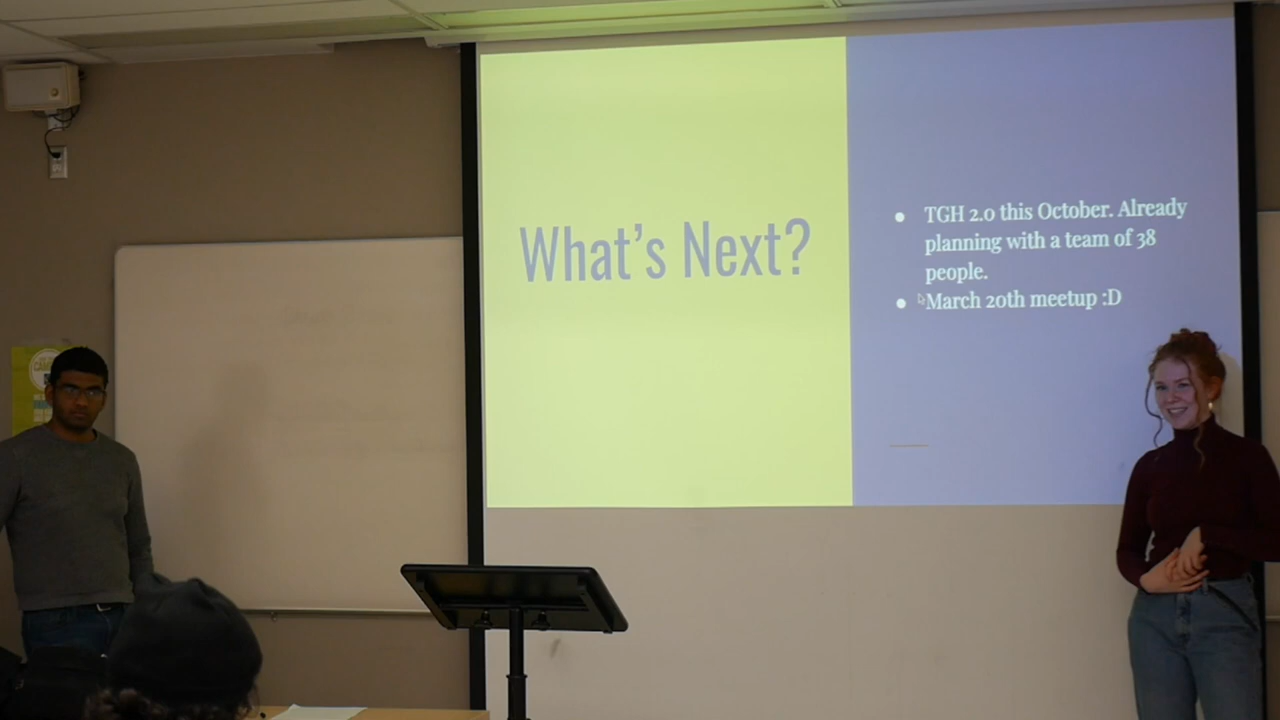 What's Next?
● TGH 2.0 this October. Already
planning with a team of 38
people.
● March 20th meetup :D